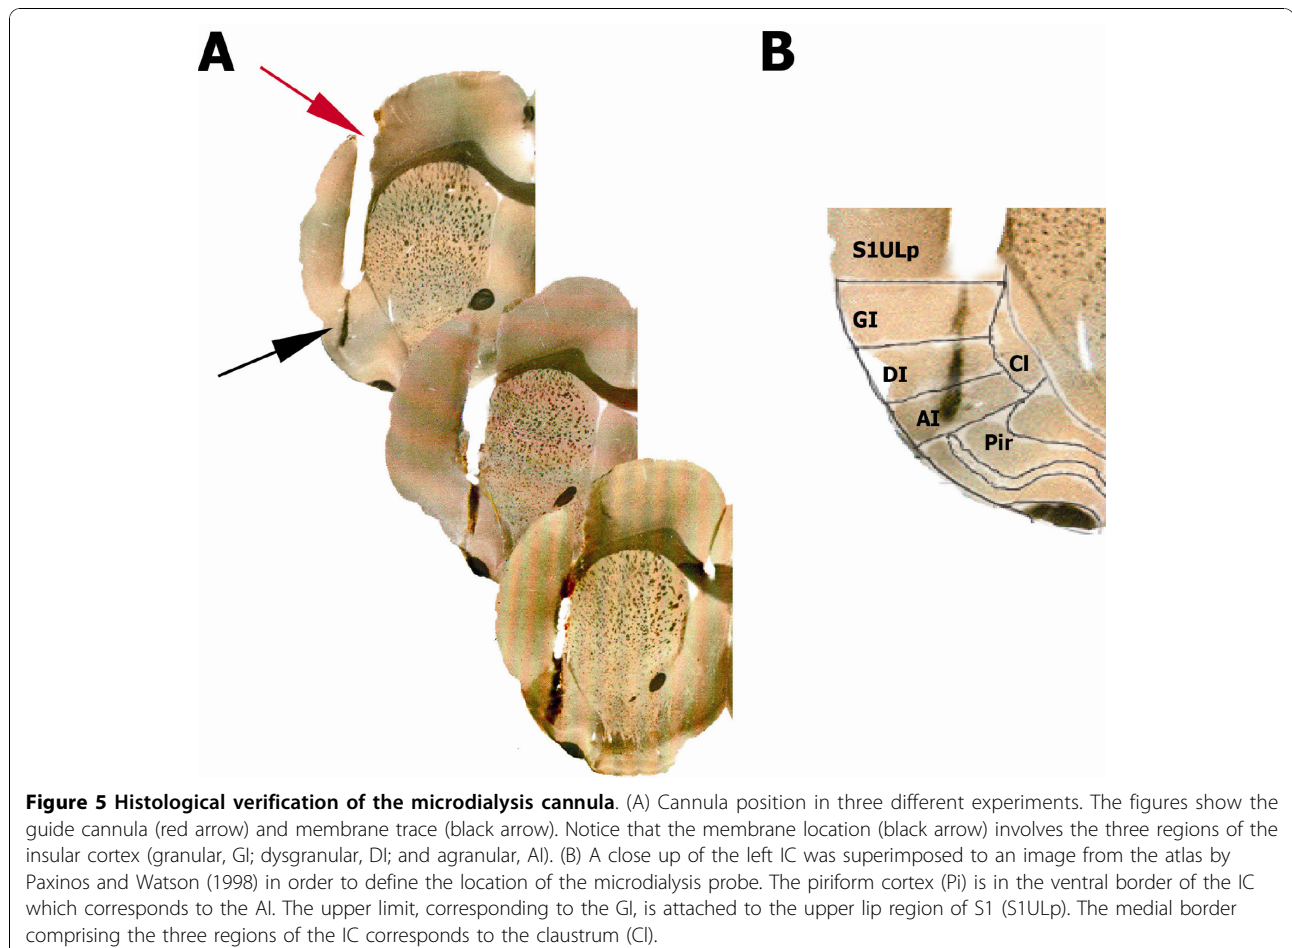 A
B
S1ULp
GI
DI
Cl
AI
Pir
Figure 5 Histological verification of the microdialysis cannula. (A) Cannula position in three different experiments. The figures show the
guide cannula (red arrow) and membrane trace (black arrow). Notice that the membrane location (black arrow) involves the three regions of the
insular cortex (granular, GI; dysgranular, DI; and agranular, AI). (B) A close up of the left IC was superimposed to an image from the atlas by
Paxinos and Watson (1998) in order to define the location of the microdialysis probe. The piriform cortex (Pi) is in the ventral border of the IC
which corresponds to the AI. The upper limit, corresponding to the GI, is attached to the upper lip region of S1 (S1ULp). The medial border
comprising the three regions of the IC corresponds to the claustrum (Cl).